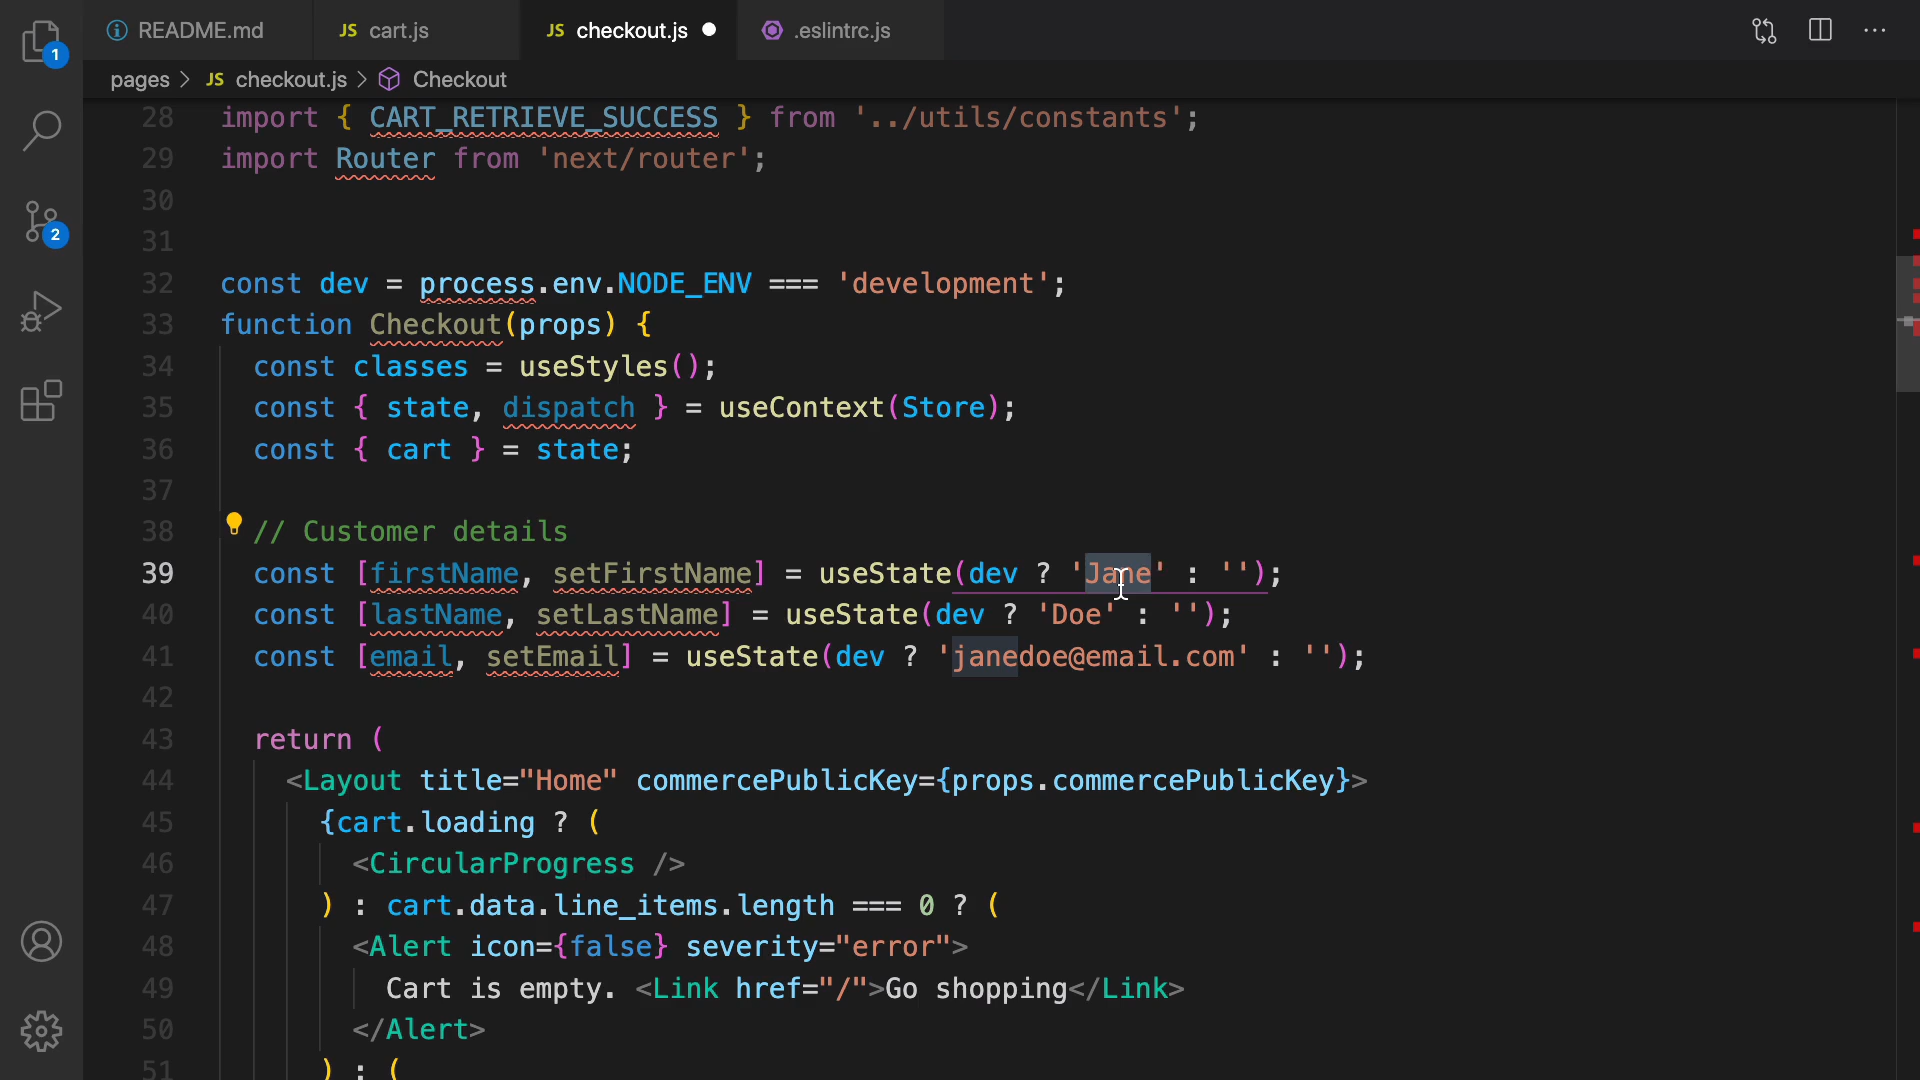 README.md JS cart.js JS checkout.js .eslintrc.js
1
pages > JS checkout.js > Checkout
28 import { CART_RETRIEVE_SUCCESS } from '../utils/constants';
29 import Router from 'next/router';
30
31
2
32 const dev = process.env.NODE_ENV === 'development';
33 function Checkout(props) {
34 const classes = useStyles();
35 const { state, dispatch } = useContext(Store);
36 const { cart } = state;
37
38 // Customer details
39 const [firstName, setFirstName] = useState(dev ? 'Jane' : '');
40 const [lastName, setLastName] = useState(dev ? 'Doe' : '');
41 const [email, setEmail] = useState(dev ? 'janedoe@email.com' : '');
42
43 return (
44 <Layout title="Home" commercePublicKey={props.commercePublicKey}>
45 {cart.loading ? (
46 <CircularProgress />
47 ) : cart.data.line_items.length === 0 ? (
48 <Alert icon={false} severity="error">
49 Cart is empty. <Link href="/">Go shopping</Link>
50 </Alert>
51 ) : (